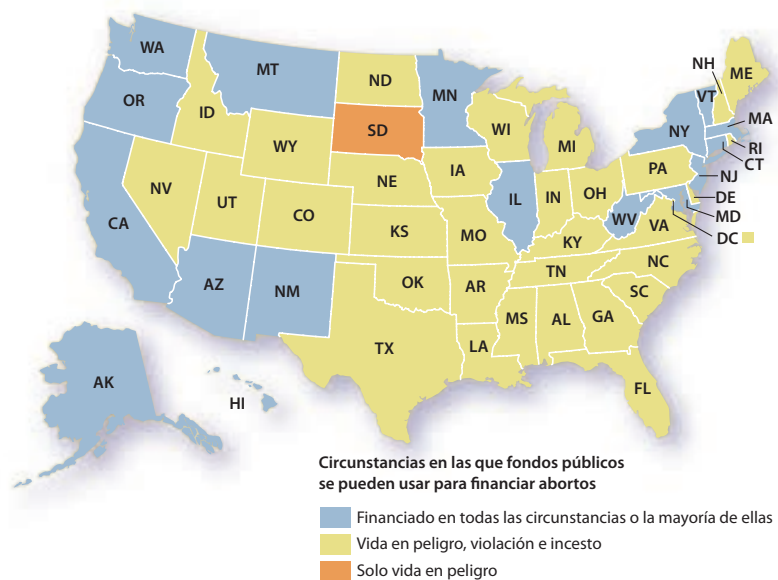 WA
MT
ND
MN
OR
ID
SD
WI
MI
NH
ME
VT
MA
NY
RI
CT
WY
NE
IA
PA
NJ
NV
UT
CO
IL
IN
OH
DE
MD
CA
KS
MO
KY
WV
VA
DC
NC
TN
AZ
NM
OK
AR
SC
MS
AL
GA
TX
LA
FL
AK
HI
Circunstancias en las que fondos públicos
se pueden usar para financiar abortos
Financiado en todas las circunstancias o la mayoría de ellas
Vida en peligro, violación e incesto
Solo vida en peligro